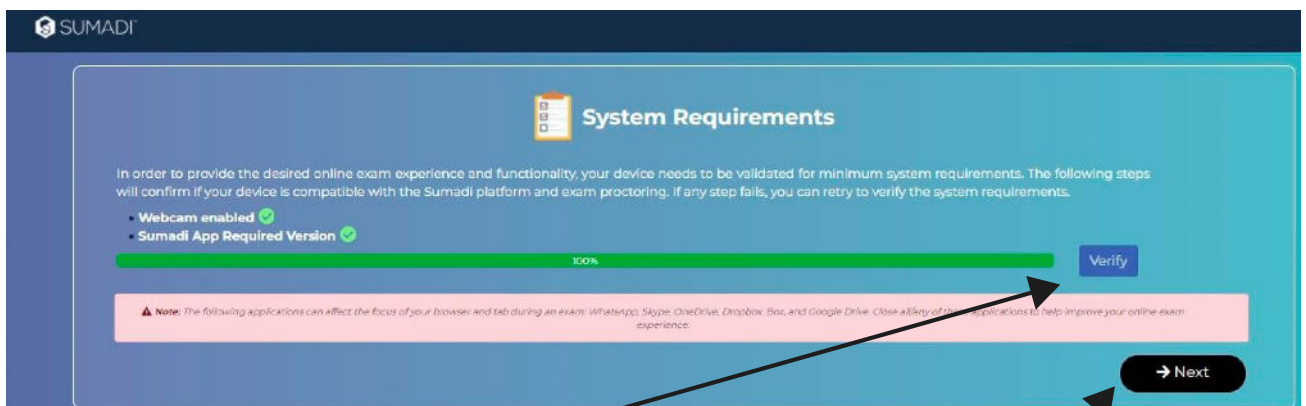 SUMADI
System Requirements
In order to provide the desired online exam experience and functionality, your device needs to be validated for minimum system requirements. The following steps
will confirm if your device is compatible with the Sumadi platform and exam proctoring. If any step fails, you can retry to verify the system requirements.
Webcam enabled
Sumadi App Required Version
100%
Verify
Note: The following applications can affect the focus of your browser and tab during an exam: WhatsApp, Skype, OneDrive, Dropbox, Box, and Google Drive. Close all/any of these applications to help improve your online exam
experience.
Next